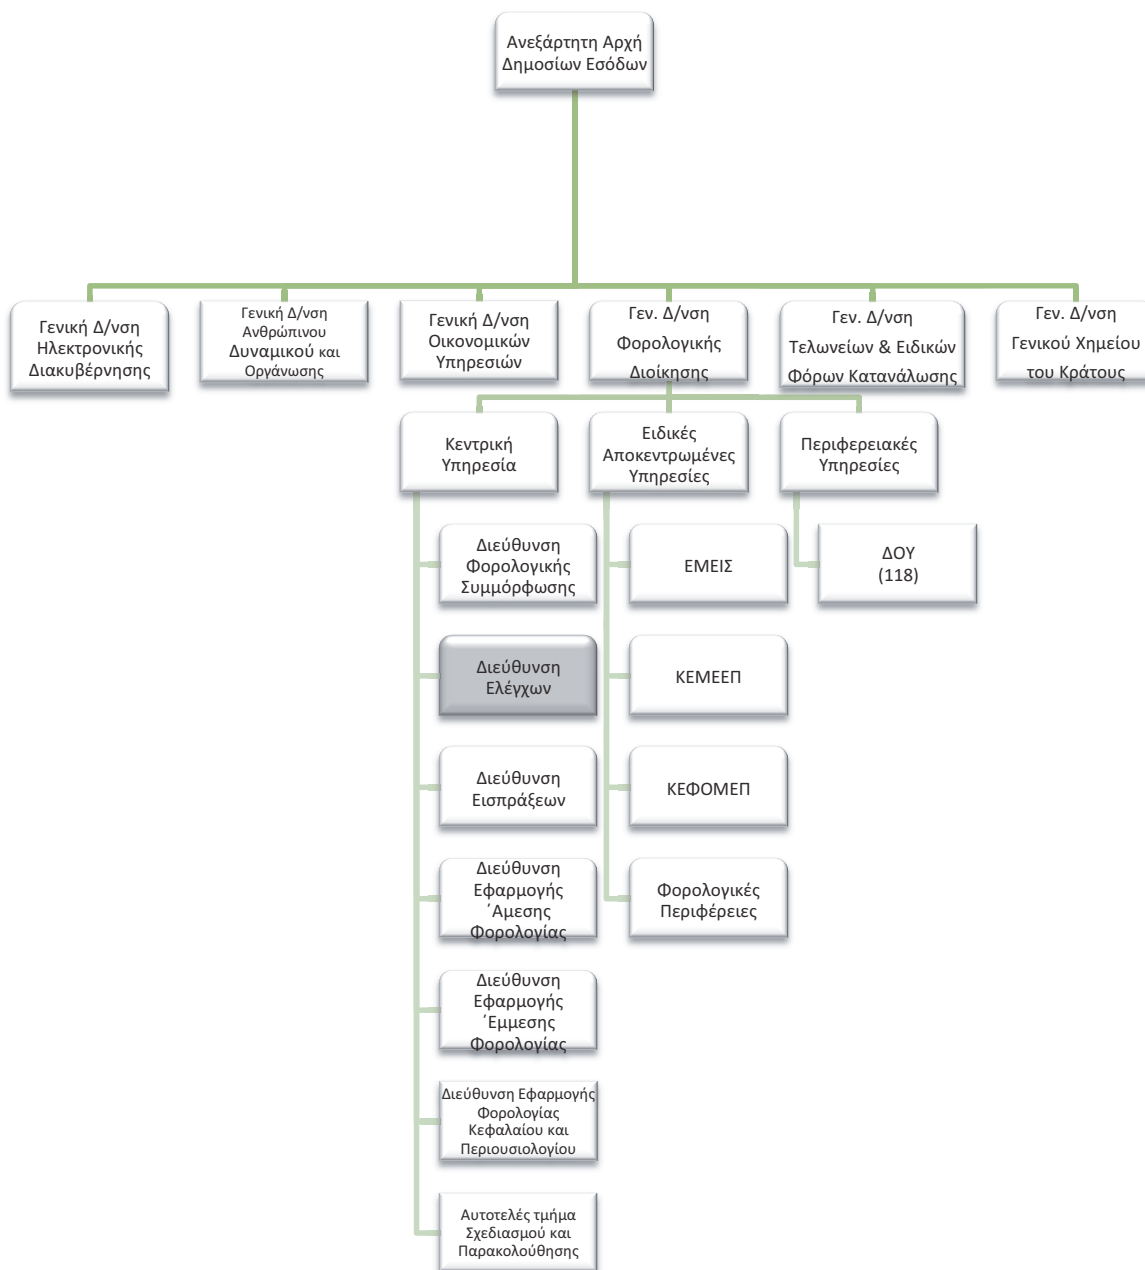 Ανεξάρτητη Αρχή
Δημοσίων Εσόδων
Γενική Δ/νση
Ηλεκτρονικής
Διακυβέρνησης
Γενική Δ/νση
Ανθρώπινου
Δυναμικού και
Οργάνωσης
Γενική Δ/νση
Οικονομικών
Υπηρεσιών
Γεν. Δ/νση
Φορολογικής
Διοίκησης
Γεν. Δ/νση
Τελωνείων & Ειδικών
Φόρων Κατανάλωσης
Γεν. Δ/νση
Γενικού Χημείου
του Κράτους
Κεντρική
Υπηρεσία
Ειδικές
Αποκεντρωμένες
Υπηρεσίες
Περιφερειακές
Υπηρεσίες
Διεύθυνση
Φορολογικής
Συμμόρφωσης
Διεύθυνση
Ελέγχων
Διεύθυνση
Εισπράξεων
Διεύθυνση
Εφαρμογής
΄Αμεσης
Φορολογίας
Διεύθυνση
Εφαρμογής
΄Εμμεσης
Φορολογίας
Διεύθυνση Εφαρμογής
Φορολογίας
Κεφαλαίου και
Περιουσιολογίου
Αυτοτελές τμήμα
Σχεδιασμού και
Παρακολούθησης
ΕΜΕΙΣ
ΚΕΜΕΕΠ
ΚΕΦΟΜΕΠ
Φορολογικές
Περιφέρειες
ΔΟΥ
(118)